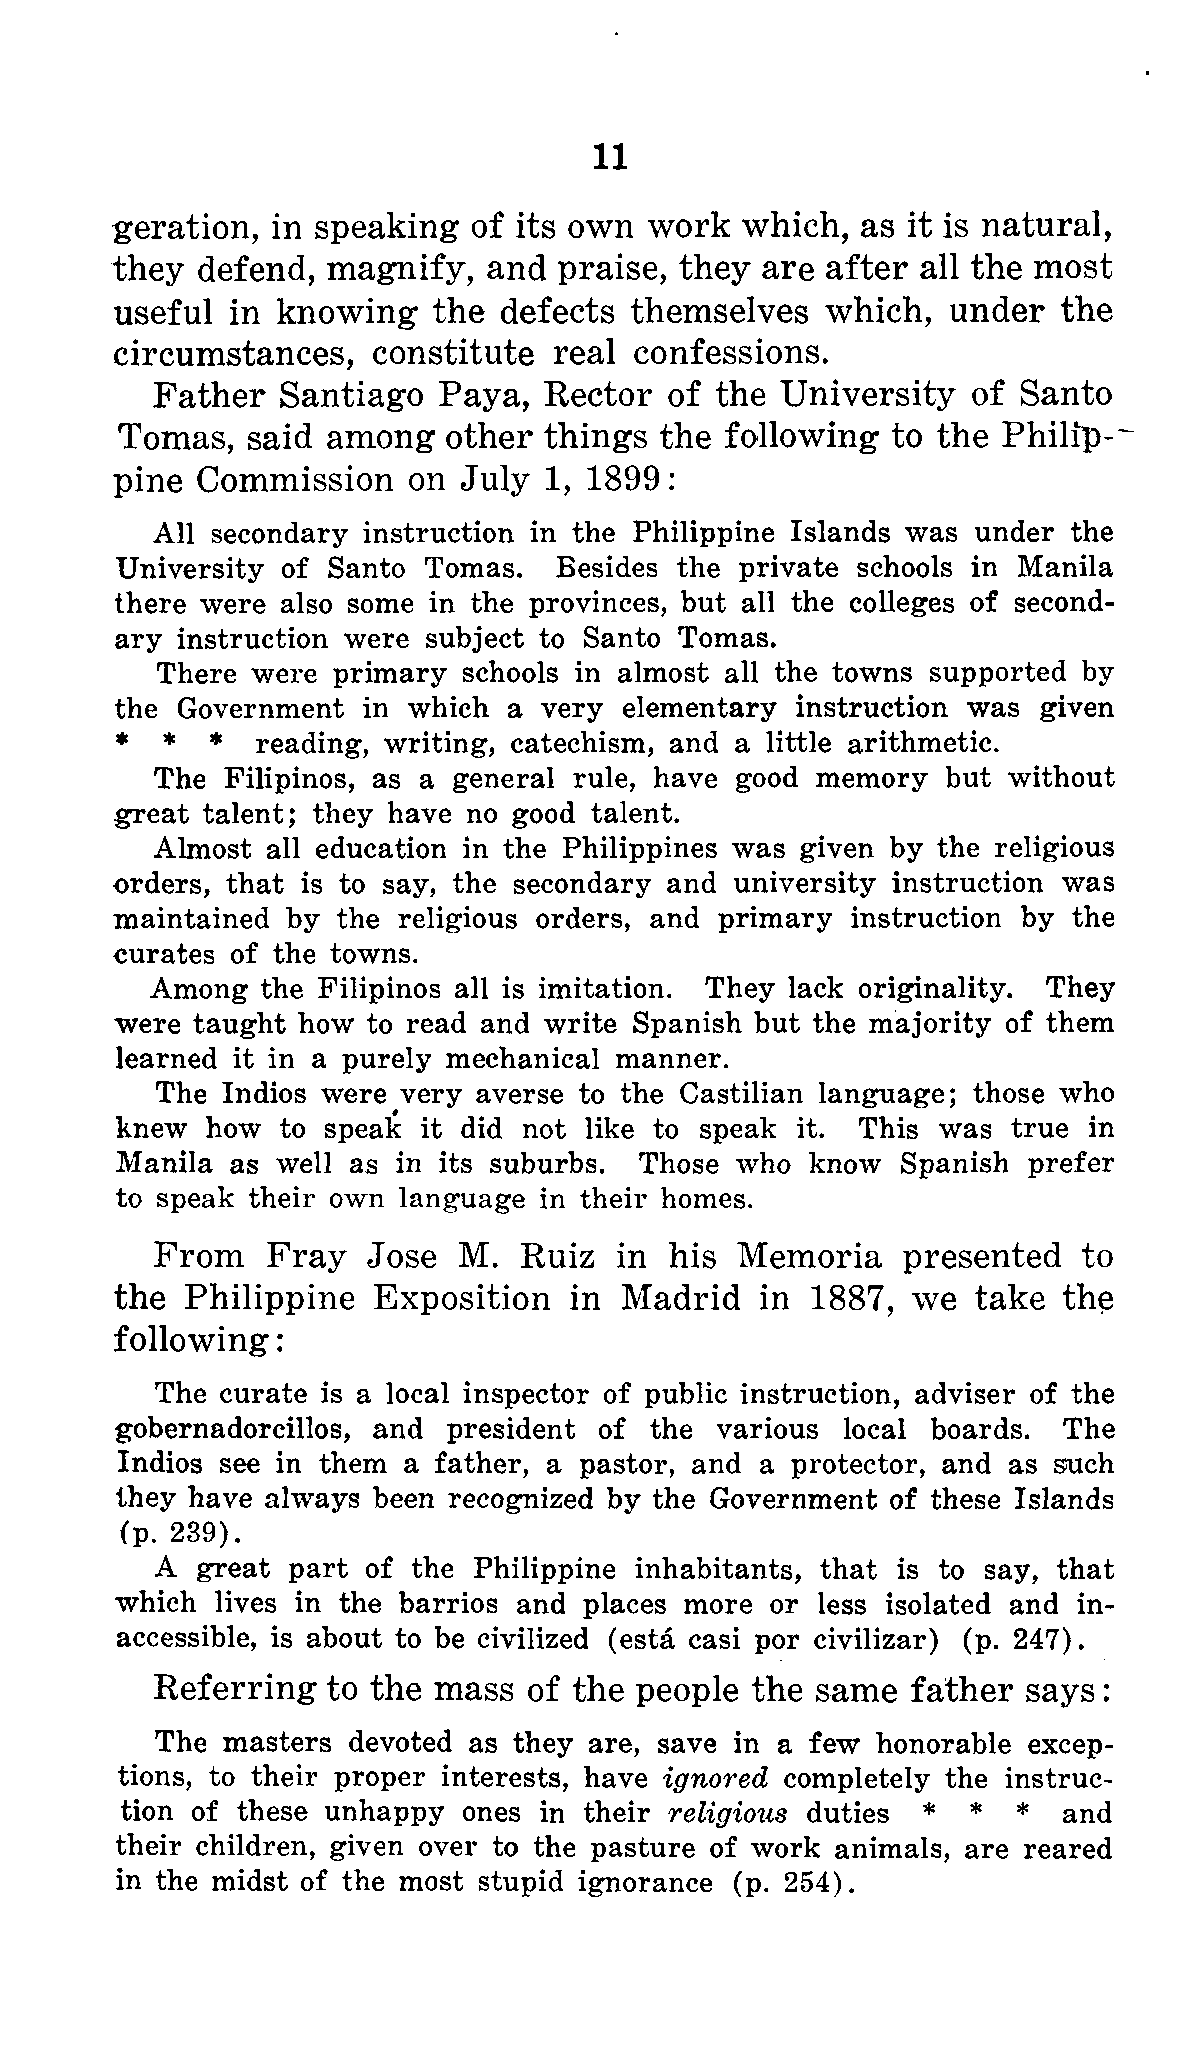 11
geration, in speaking of its own work which, as it is natural,
they defend, magnify, and praise, they are after all the most
useful in knowing the defects themselves which, under the
circumstances, constitute real confessions.
Father Santiago Paya, Rector of the University of Santo
Tomas, said among other things the following to the Philip-
pine Commission on July 1, 1899:
All secondary instruction in the Philippine Islands was under the
University of Santo Tomas. Besides the private schools in Manila
there were also some in the provinces, but all the colleges of second-
ary instruction were subject to Santo Tomas.
There were primary schools in almost all the towns supported by
the Government in which a very elementary instruction was given
* * * reading, writing, catechism, and a little arithmetic.
The Filipinos, as a general rule, have good memory but without
great talent; they have no good talent.
Almost all education in the Philippines was given by the religious
orders, that is to say, the secondary and university instruction was
maintained by the religious orders, and primary instruction by the
curates of the towns.
Among the Filipinos all is imitation. They lack originality. They
were taught how to read and write Spanish but the majority of them
learned it in a purely mechanical manner.
The Indios were very averse to the Castilian language; those who
knew how to speak it did not like to speak it. This was true in
Manila as well as in its suburbs. Those who know Spanish prefer
to speak their own language in their homes.
From Fray Jose M. Ruiz in his Memoria presented to
the Philippine Exposition in Madrid in 1887, we take the
following:
The curate is a local inspector of public instruction, adviser of the
gobernadorcillos, and president of the various local boards. The
Indios see in them a father, a pastor, and a protector, and as such
they have always been recognized by the Government of these Islands
(p. 239).
A great part of the Philippine inhabitants, that is to say, that
which lives in the barrios and places more or less isolated and in-
accessible, is about to be civilized (está casi por civilizar) (p. 247).
Referring to the mass of the people the same father says:
The masters devoted as they are, save in a few honorable excep-
tions, to their proper interests, have ignored completely the instruc-
tion of these unhappy ones in their religious duties * * * and
their children, given over to the pasture of work animals, are reared
in the midst of the most stupid ignorance (p. 254).